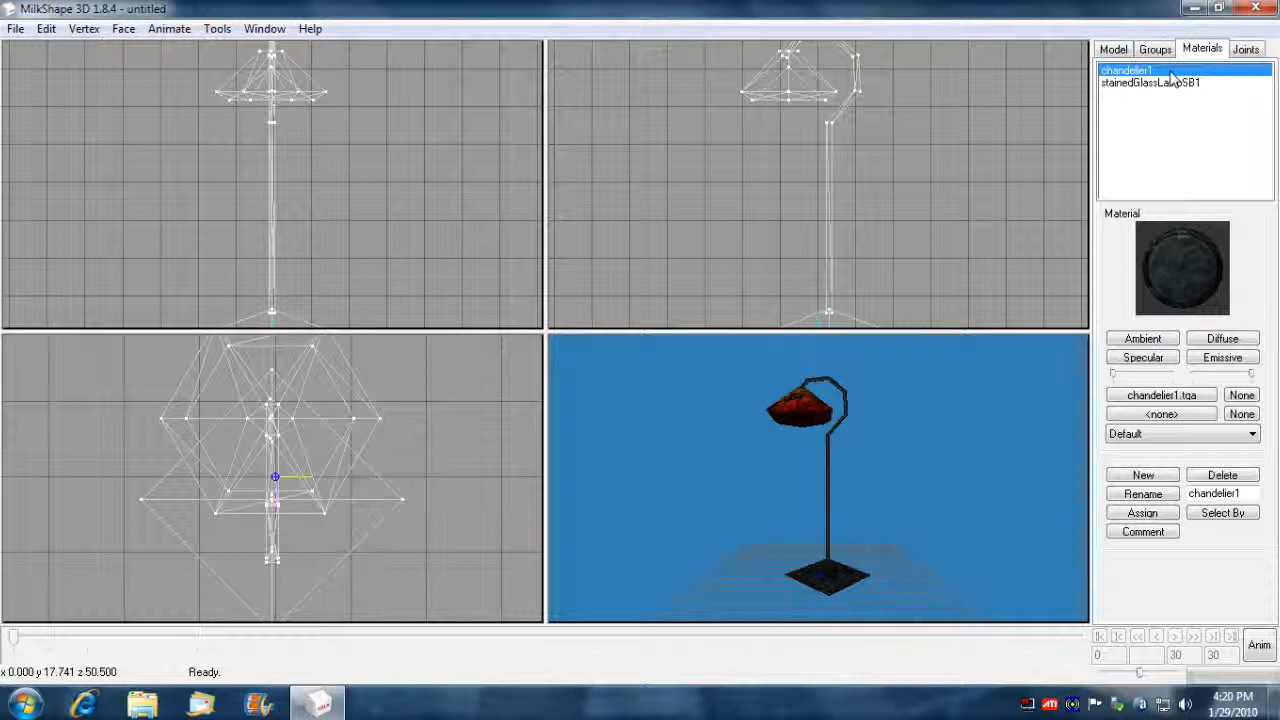 MilkShape 3D 1.8.4 - untitled
File Edit Vertex Face Animate Tools Window Help
Model Groups Materials Joints
chandelier1
Material
Ambient Diffuse
Specular Emissive
chandelier1.tga None
<none> None
Default
New Delete
Rename chandelier1
Assign Select By
Comment
0 30 30 Anim
x 0.000 y 17.741 z 50.500 Ready.
4:20 PM
1/29/2010
ATI